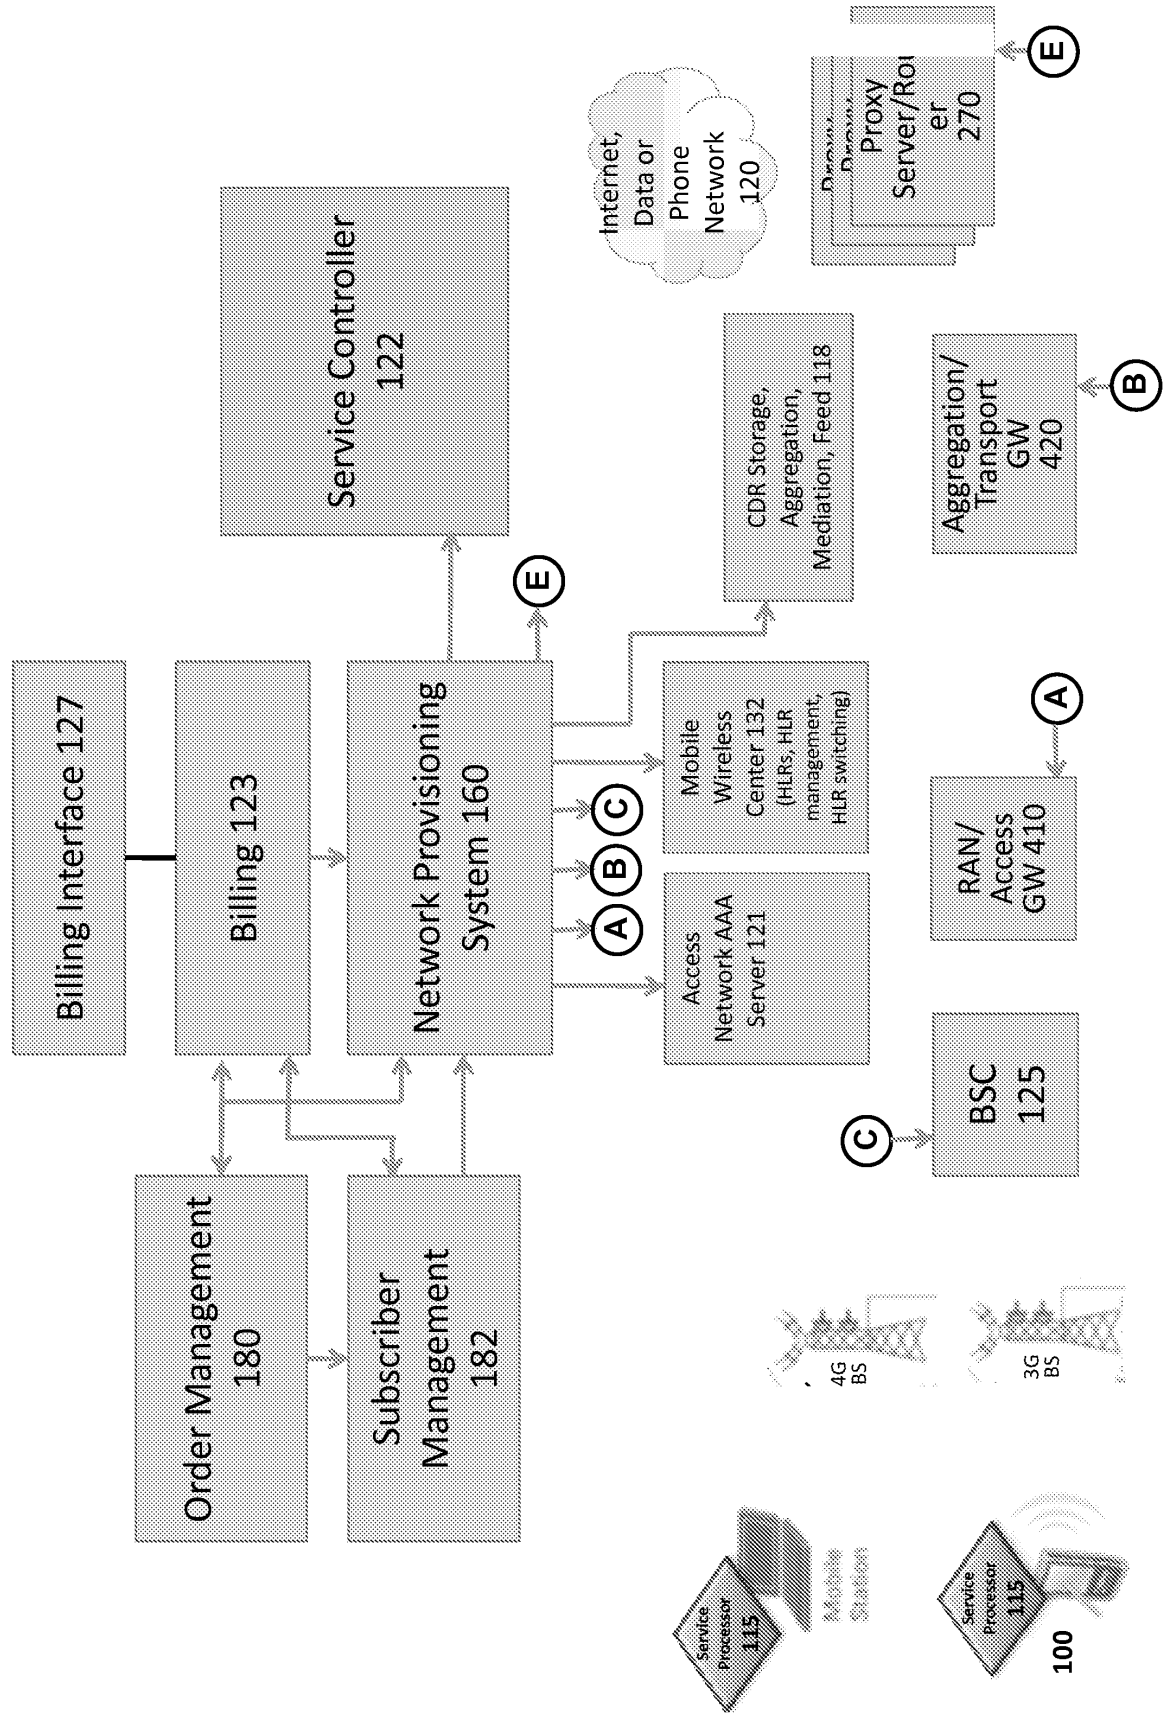 Billing Interface 127
Billing 123
Order Management
180
Subscriber
Management
182
Network Provisioning
System 160
Service Controller
122
E
A
B
C
Access
Network AAA
Server 121
Mobile
Wireless
Center 132
(HLRs, HLR
management,
HLR switching)
CDR Storage,
Aggregation,
Mediation, Feed 118
Internet,
Data or
Phone
Network
120
Service
Processor
115
Mobile
Station
Service
Processor
115
100
4G
BS
3G
BS
C
BSC
125
RAN/
Access
GW 410
A
Aggregation/
Transport
GW
420
B
Proxy
Server/Rou
er
270
E